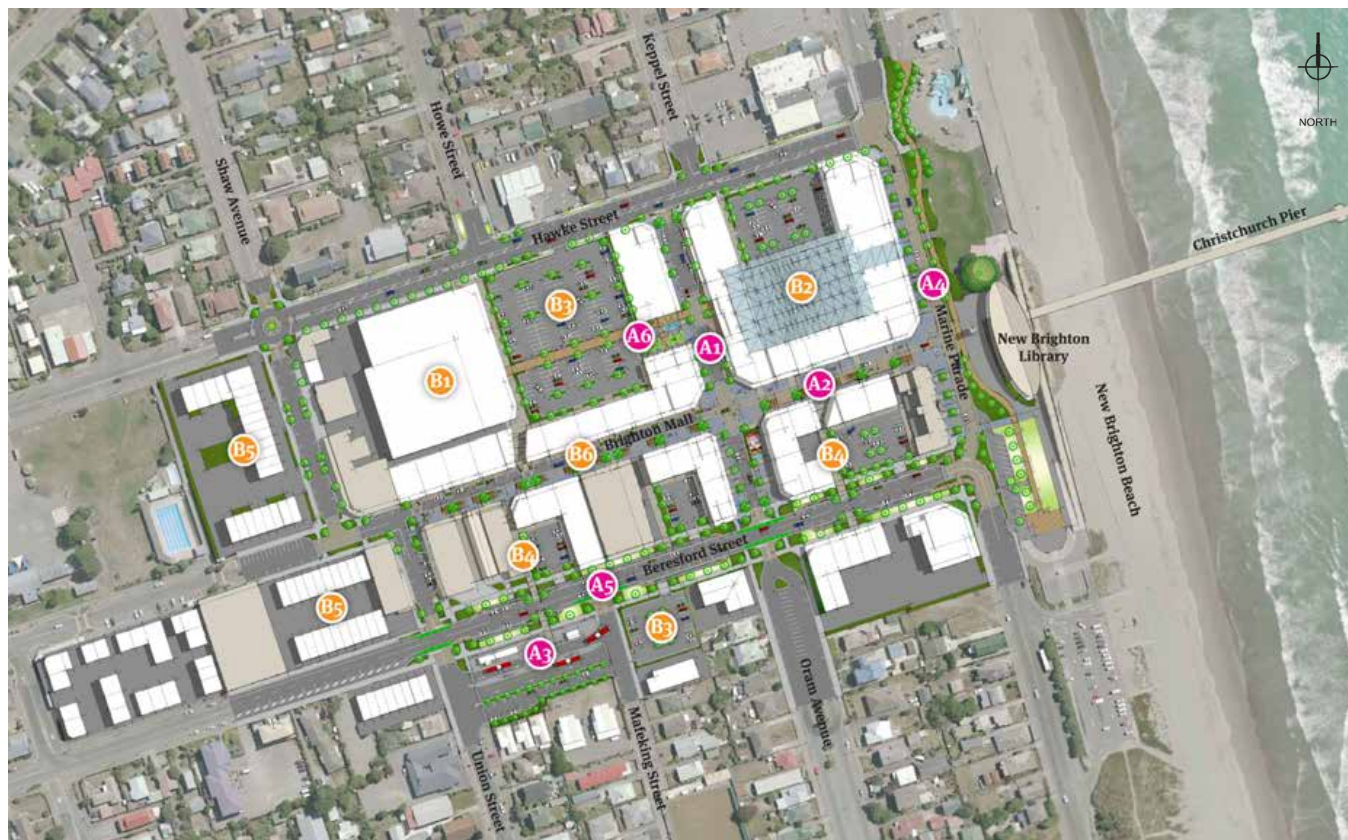 NORTH
Keppel Street
Howe Street
Shaw Avenue
Hawke Street
Christchurch Pier
B3
B2
A4
A6
A1
Marine Parade
New Brighton
Library
B1
A2
New Brighton Beach
Brighton Mall
B5
B6
B4
B4
Beresford Street
A5
B5
B3
A3
Oram Avenue
Mafeking Street
Union Street